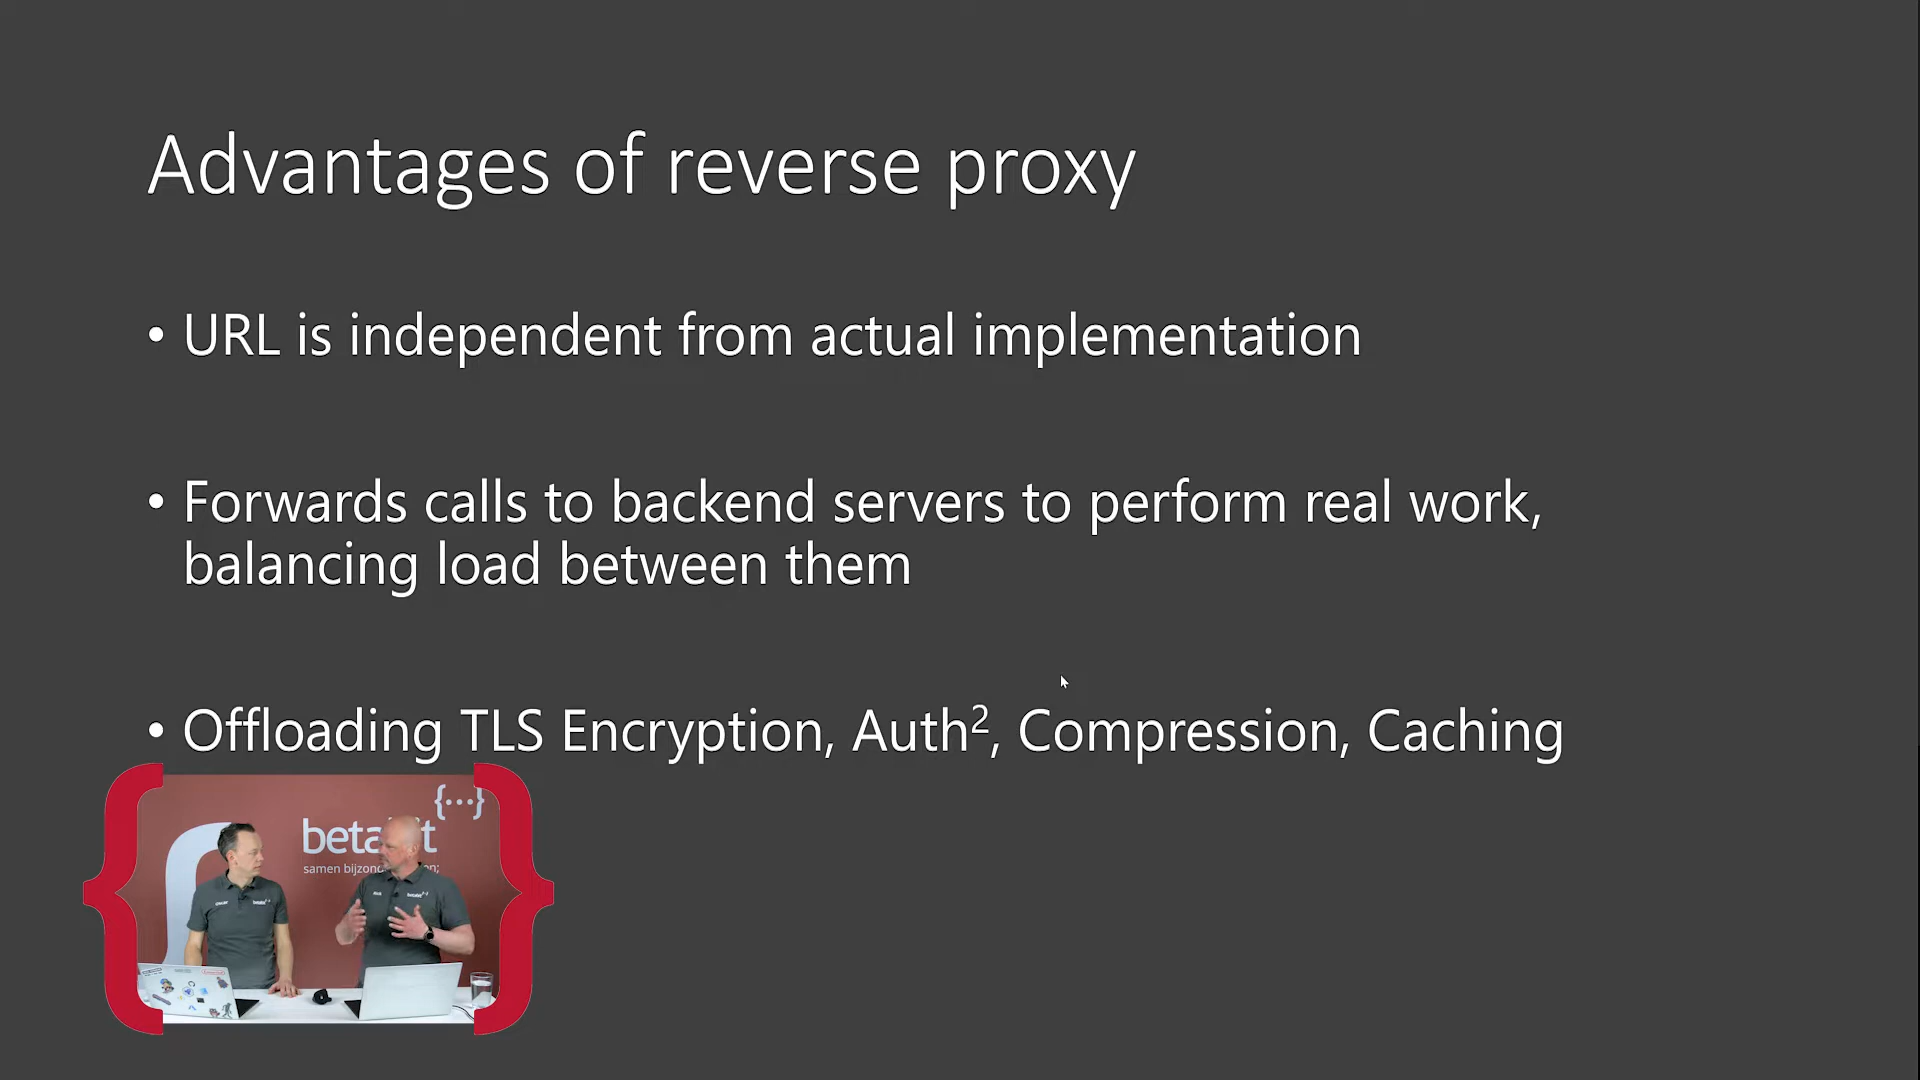 Advantages of reverse proxy
• URL is independent from actual implementation
• Forwards calls to backend servers to perform real work,
balancing load between them
• Offloading TLS Encryption, Auth², Compression, Caching
{...}
samen
betabit